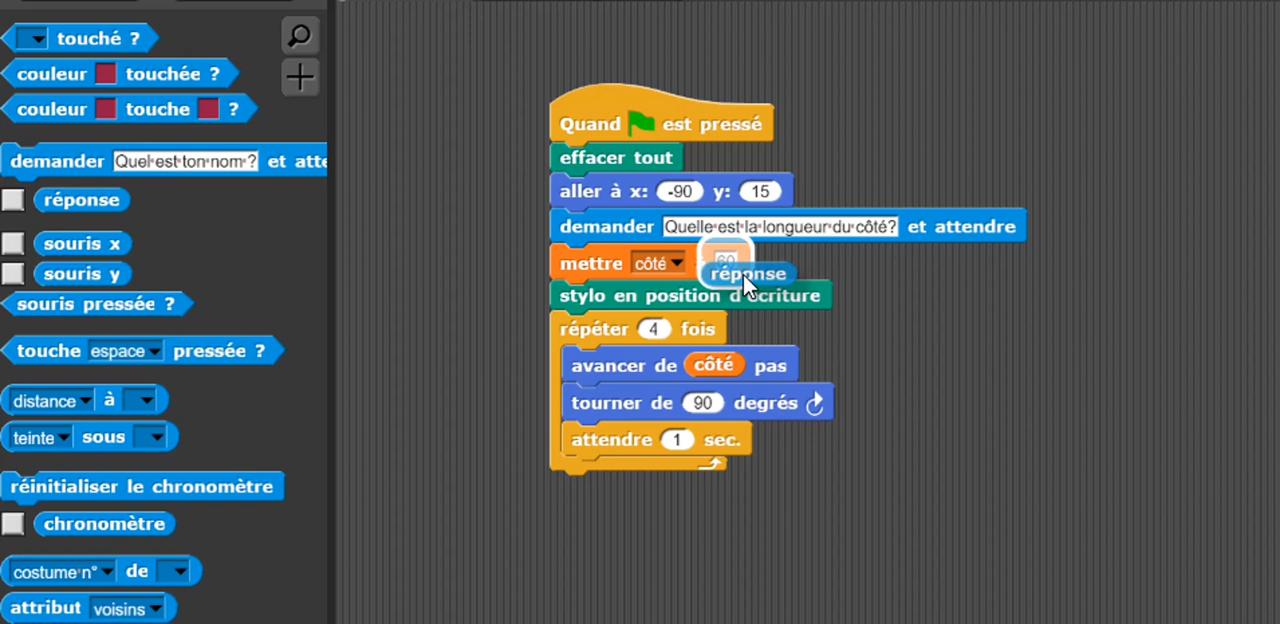 touché ?
couleur touchée ?
couleur touche ?
demander Quel est ton nom ? et atte
réponse
souris x
souris y
souris pressée ?
touche espace pressée ?
distance à
teinte sous
réinitialiser le chronomètre
chronomètre
costume n° de
attribut voisins
Quand est pressé
effacer tout
aller à x: -90 y: 15
demander Quelle est la longueur du côté? et attendre
mettre côté
réponse
stylo en position d'écriture
répéter 4 fois
avancer de côté pas
tourner de 90 degrés
attendre 1 sec.